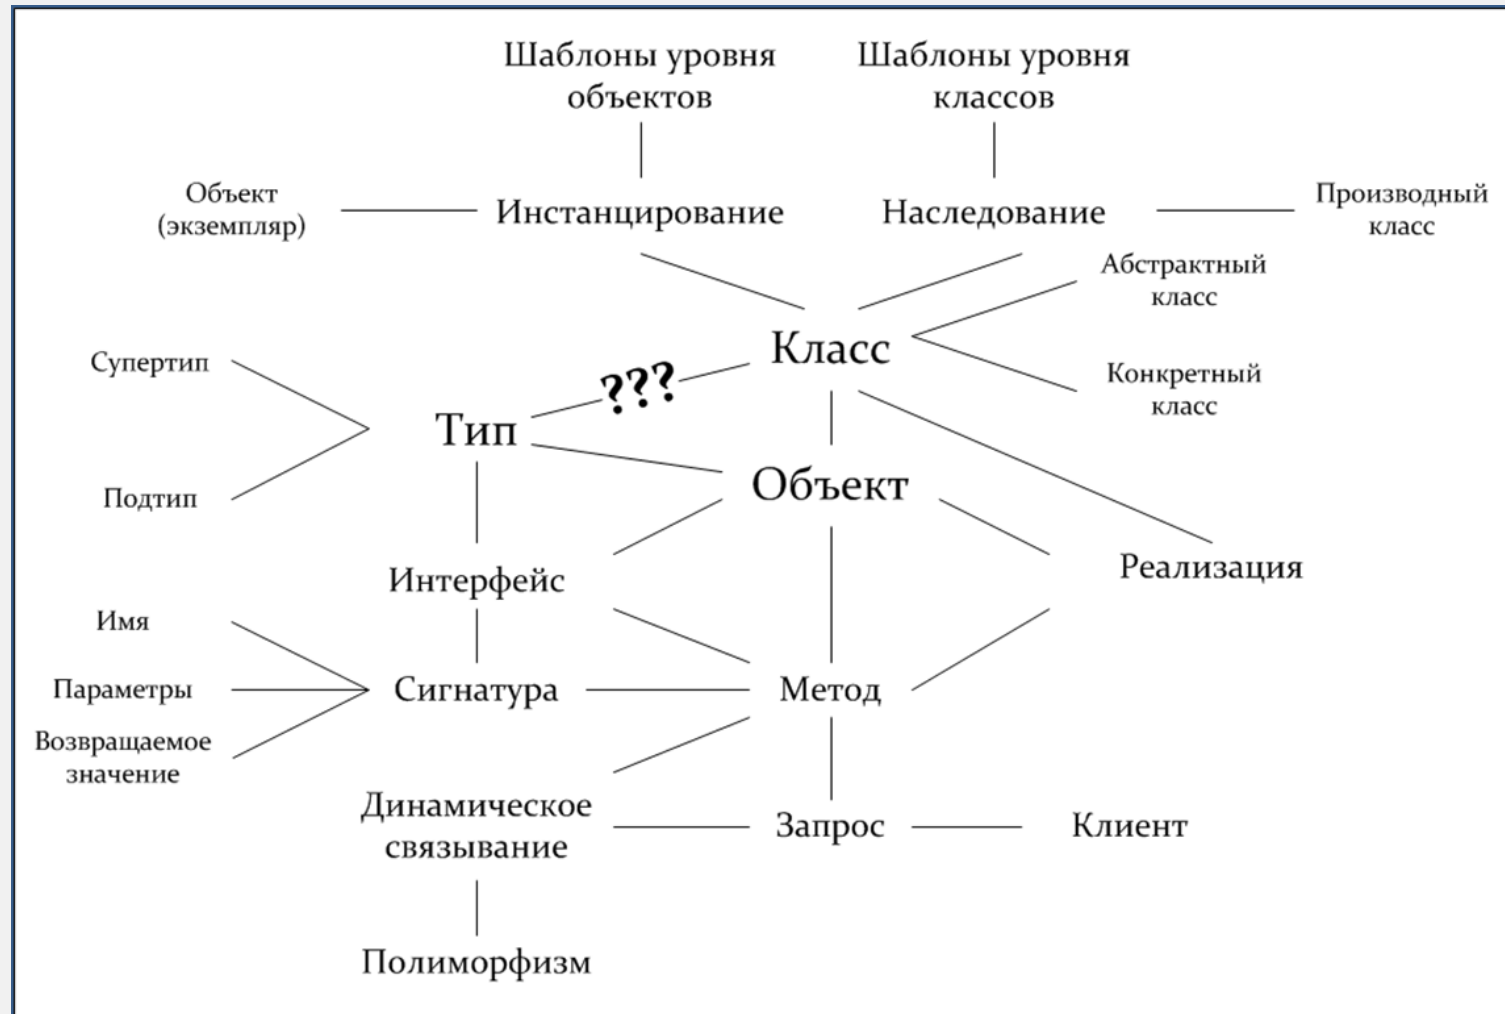 Шаблоны уровня
объектов
Шаблоны уровня
классов
Объект
(экземпляр)
Инстанцирование
Наследование
Производный
класс
Абстрактный
класс
Супертип
Класс
Конкретный
класс
???
Тип
Объект
Подтип
Интерфейс
Реализация
Имя
Параметры
Сигнатура
Метод
Возвращаемое
значение
Динамическое
связывание
Запрос
Клиент
Полиморфизм